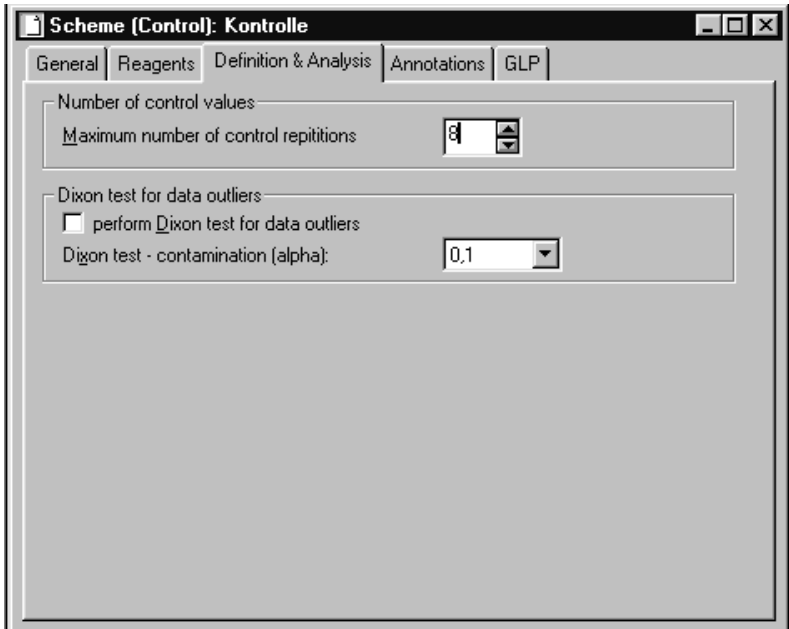 Scheme (Control): Kontrolle
General Reagents Definition & Analysis Annotations GLP
Number of control values
Maximum number of control repititions 8
Dixon test for data outliers
perform Dixon test for data outliers
Dixon test - contamination (alpha): 0,1